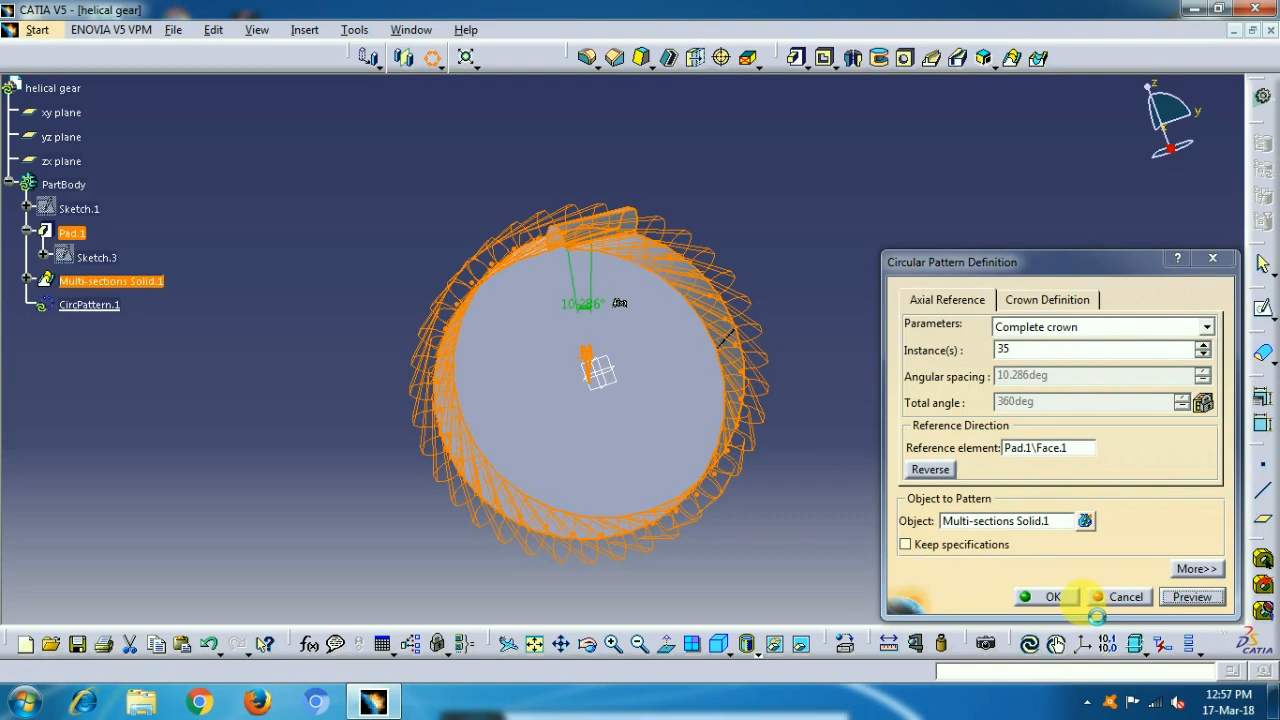 CATIA V5 - [helical gear]
Start ENOVIA V5 VPM File Edit View Insert Tools Window Help
helical gear
xy plane
yz plane
zx plane
PartBody
Sketch.1
Pad.1
Sketch.3
Multi-sections Solid.1
CircPattern.1
z
y
10.286°
Circular Pattern Definition
Axial Reference Crown Definition
Parameters: Complete crown
Instance(s) : 35
Angular spacing : 10.286deg
Total angle : 360deg
Reference Direction
Reference element: Pad.1\Face.1
Reverse
Object to Pattern
Object: Multi-sections Solid.1
Keep specifications
More>>
OK Cancel Preview
CATIA
12:57 PM
17-Mar-18